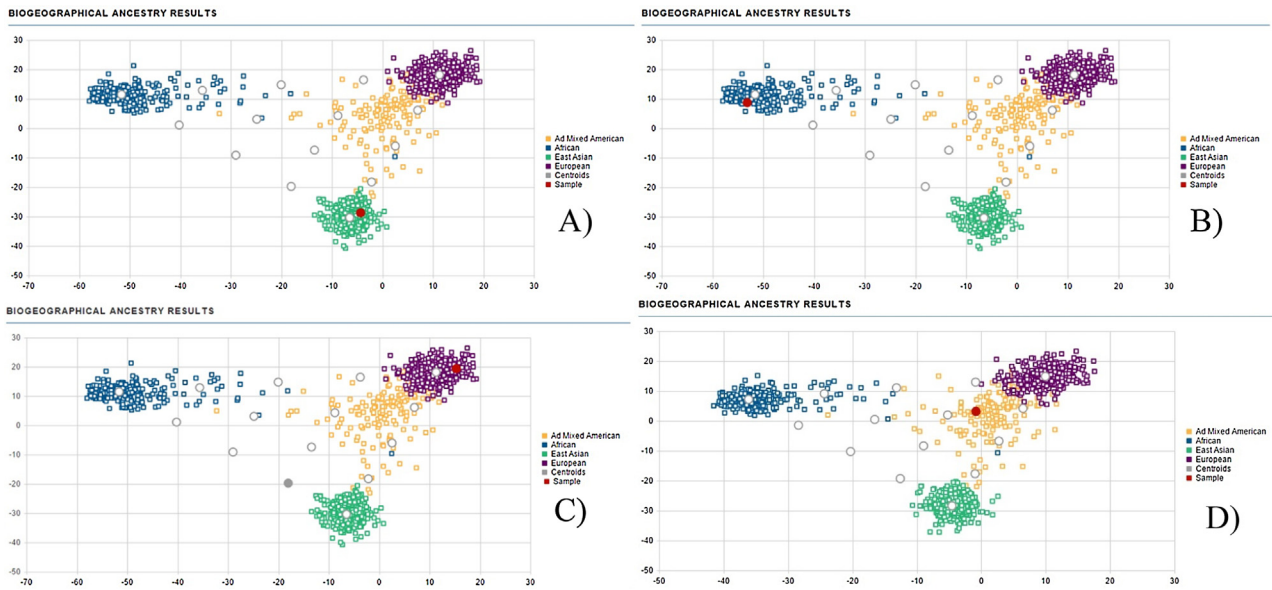 BIOGEOGRAPHICAL ANCESTRY RESULTS
30
20
10
0
-10
-20
-30
-40
-50
-70 -60 -50 -40 -30 -20 -10 0 10 20 30
Ad Mixed American
African
East Asian
European
Centroids
Sample
A)
BIOGEOGRAPHICAL ANCESTRY RESULTS
30
20
10
0
-10
-20
-30
-40
-50
-70 -60 -50 -40 -30 -20 -10 0 10 20 30
Ad Mixed American
African
East Asian
European
Centroids
Sample
B)
BIOGEOGRAPHICAL ANCESTRY RESULTS
30
20
10
0
-10
-20
-30
-40
-50
-70 -60 -50 -40 -30 -20 -10 0 10 20 30
Ad Mixed American
African
East Asian
European
Centroids
Sample
C)
BIOGEOGRAPHICAL ANCESTRY RESULTS
30
20
10
0
-10
-20
-30
-40
-50
-50 -40 -30 -20 -10 0 10 20 30
Ad Mixed American
African
East Asian
European
Centroids
Sample
D)